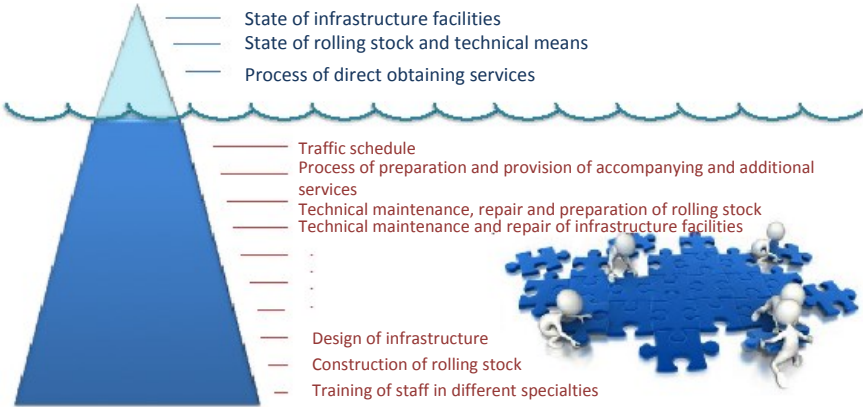 State of infrastructure facilities
State of rolling stock and technical means
Process of direct obtaining services
Traffic schedule
Process of preparation and provision of accompanying and additional
services
Technical maintenance, repair and preparation of rolling stock
Technical maintenance and repair of infrastructure facilities
.
.
.
Design of infrastructure
Construction of rolling stock
Training of staff in different specialties